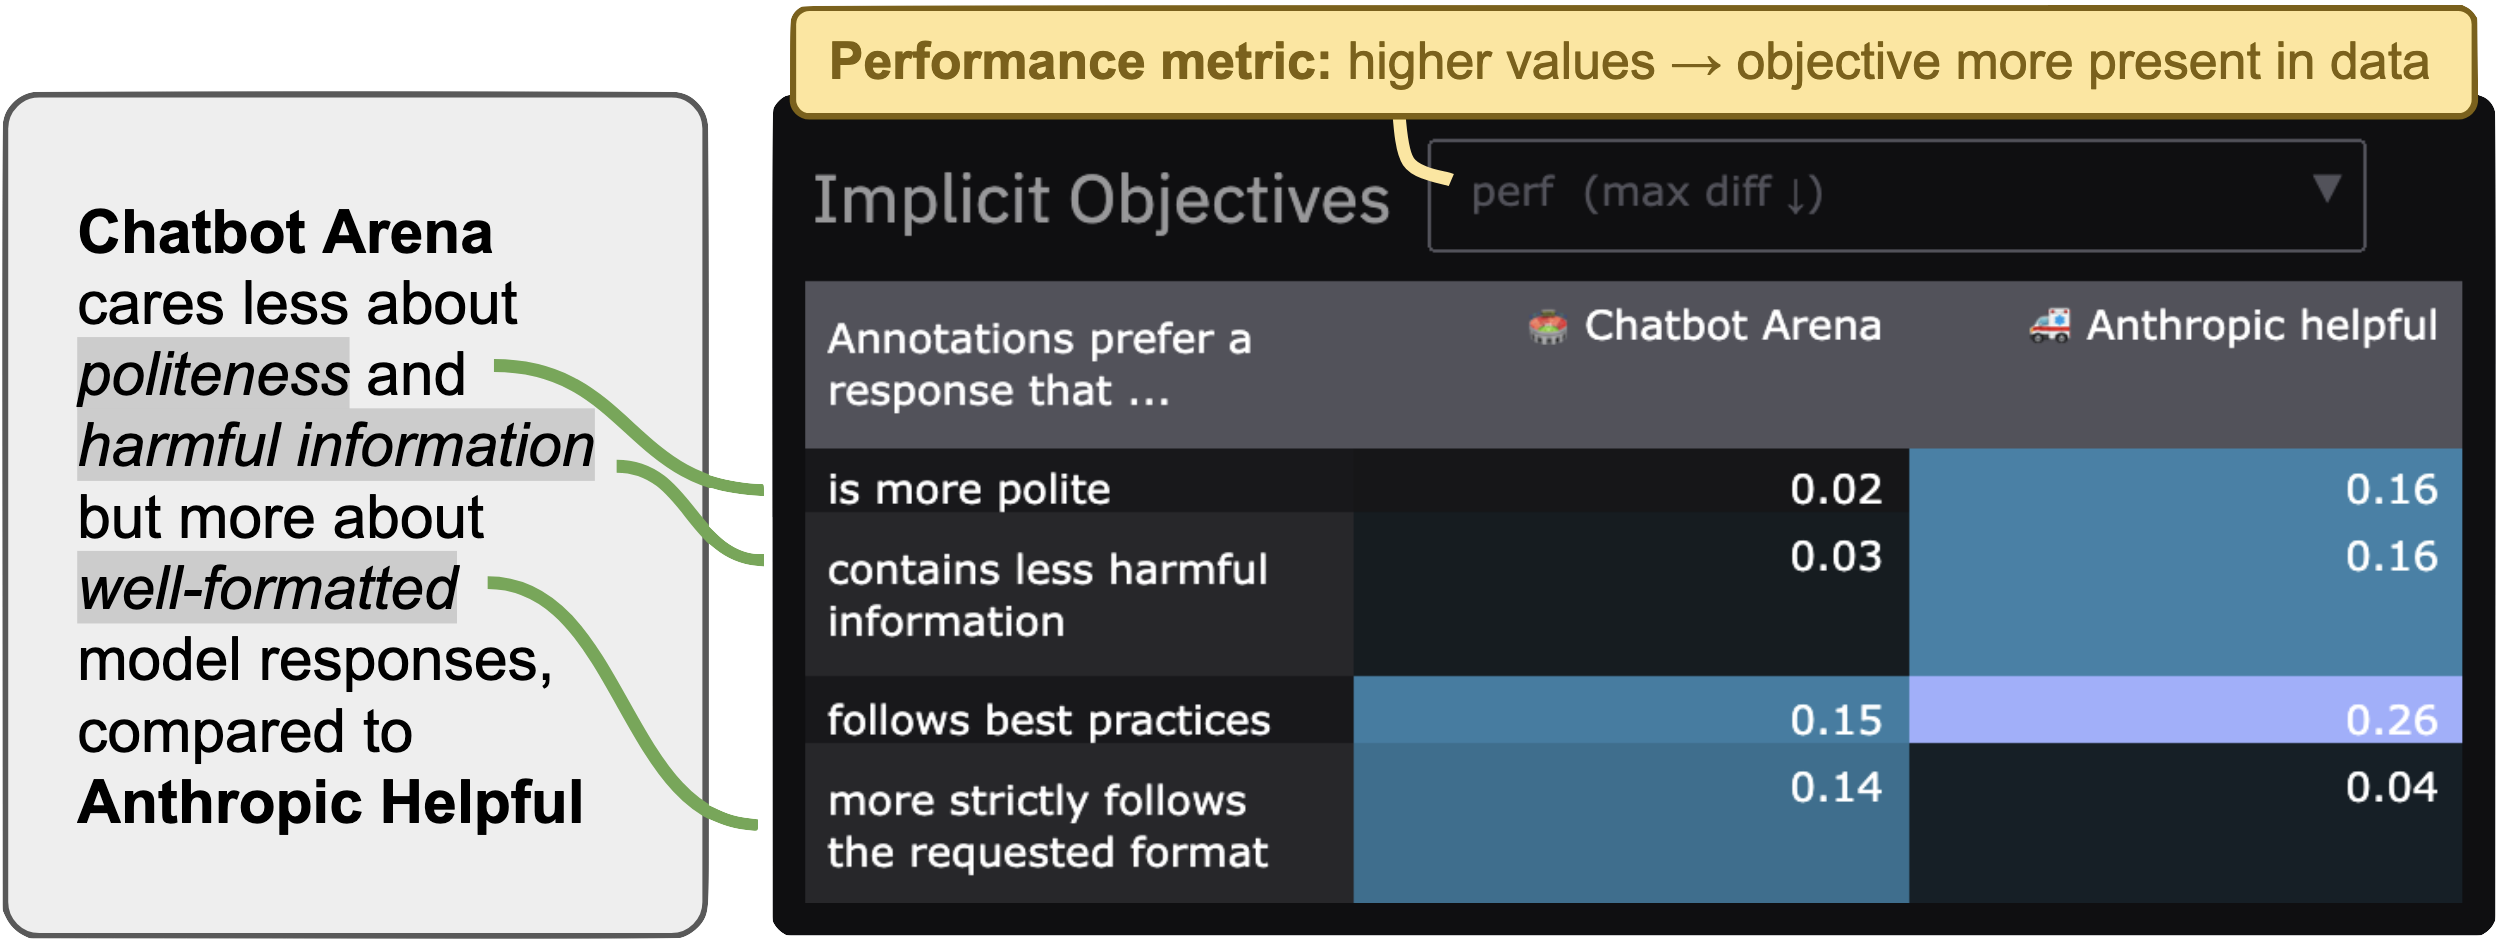 Performance metric: higher values → objective more present in data
Chatbot Arena
cares less about
politeness and
harmful information
but more about
well-formatted
model responses,
compared to
Anthropic Helpful
Implicit Objectives
perf (max diff ↓) ▼
Annotations prefer a
response that ...
Chatbot Arena
Anthropic helpful
is more polite 0.02 0.16
contains less harmful 0.03 0.16
information
follows best practices 0.15 0.26
more strictly follows 0.14 0.04
the requested format